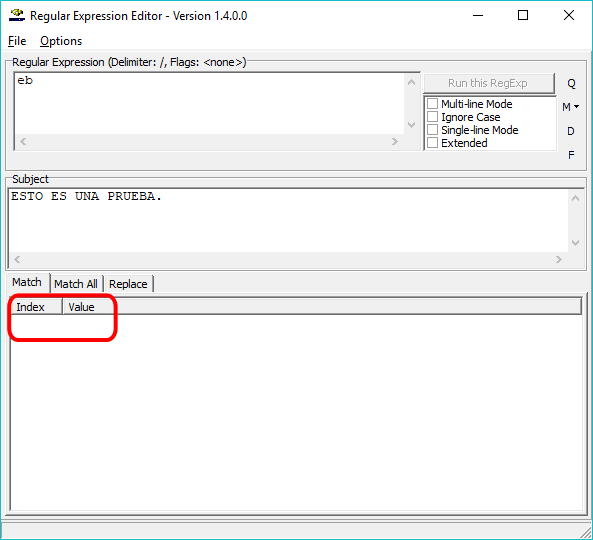 Regular Expression Editor - Version 1.4.0.0
File Options
Regular Expression (Delimiter: /, Flags: <none>)
eb
Run this RegExp
Q
Multi-line Mode
M
Ignore Case
Single-line Mode
D
Extended
F
Subject
ESTO ES UNA PRUEBA.
Match Match All Replace
Index Value